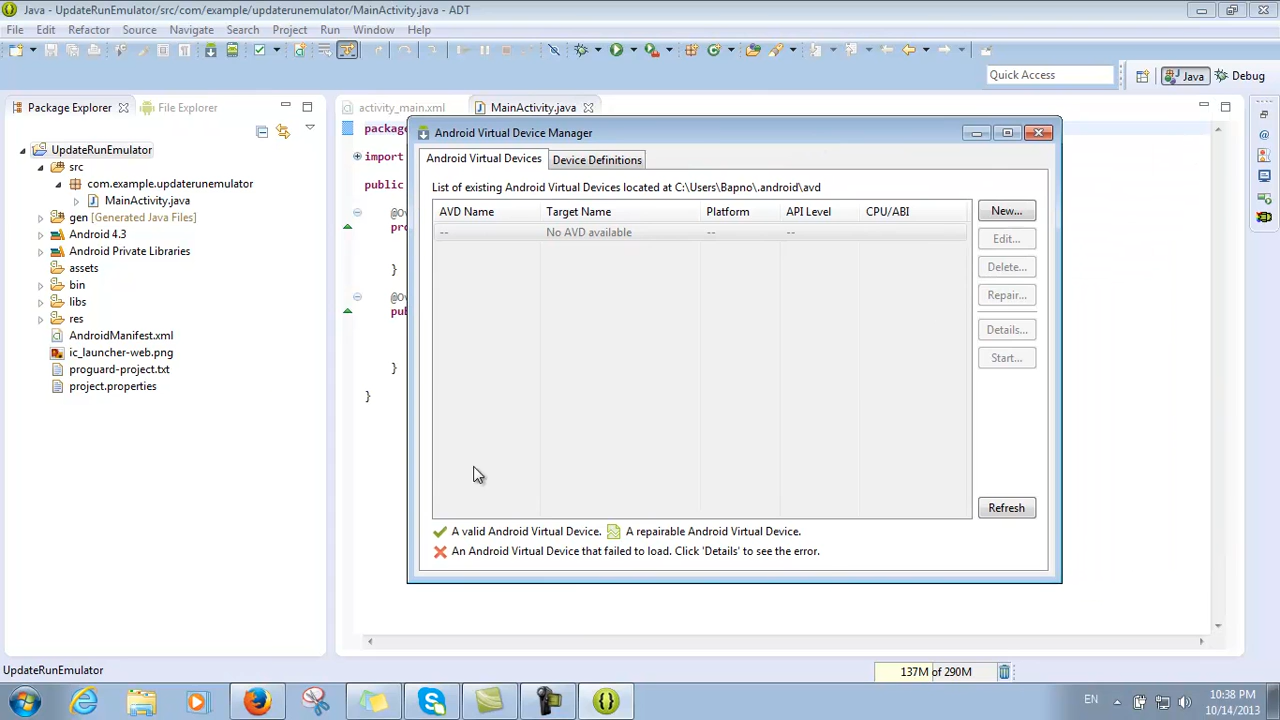 Java - UpdateRunEmulator/src/com/example/updaterunemulator/MainActivity.java - ADT
File Edit Refactor Source Navigate Search Project Run Window Help
Quick Access
Java
Debug
Package Explorer
File Explorer
activity_main.xml
MainActivity.java
UpdateRunEmulator
src
com.example.updaterunemulator
MainActivity.java
gen [Generated Java Files]
Android 4.3
Android Private Libraries
assets
bin
libs
res
AndroidManifest.xml
ic_launcher-web.png
proguard-project.txt
project.properties
packag
import
public
@O
pro
}
@O
pu
}
}
Android Virtual Device Manager
Android Virtual Devices
Device Definitions
List of existing Android Virtual Devices located at C:\Users\Bapno\.android\avd
AVD Name Target Name Platform API Level CPU/ABI
-- No AVD available -- --
New...
Edit...
Delete...
Repair...
Details...
Start...
Refresh
A valid Android Virtual Device. A repairable Android Virtual Device.
An Android Virtual Device that failed to load. Click 'Details' to see the error.
UpdateRunEmulator
137M of 290M
EN
10:38 PM
10/14/2013